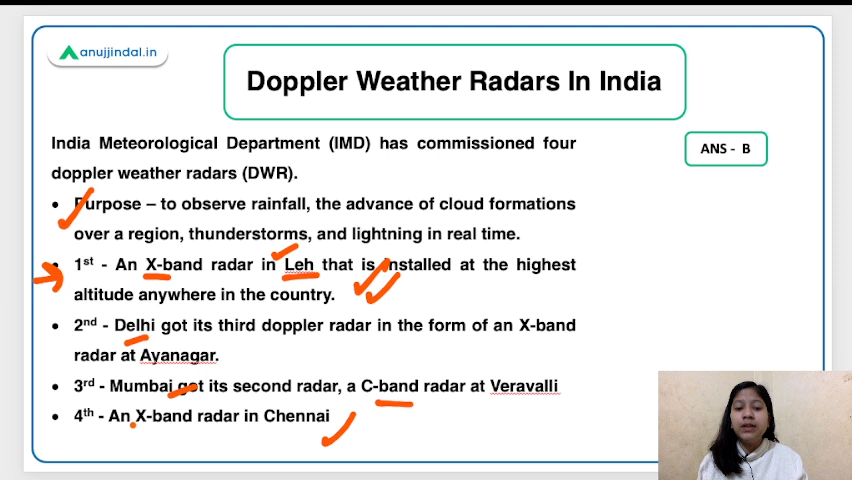 anujjindal.in
Doppler Weather Radars In India
India Meteorological Department (IMD) has commissioned four
doppler weather radars (DWR).
ANS - B
• Purpose – to observe rainfall, the advance of cloud formations
over a region, thunderstorms, and lightning in real time.
• 1st - An X-band radar in Leh that is installed at the highest
altitude anywhere in the country.
• 2nd - Delhi got its third doppler radar in the form of an X-band
radar at Ayanagar.
• 3rd - Mumbai got its second radar, a C-band radar at Veravalli
• 4th - An X-band radar in Chennai